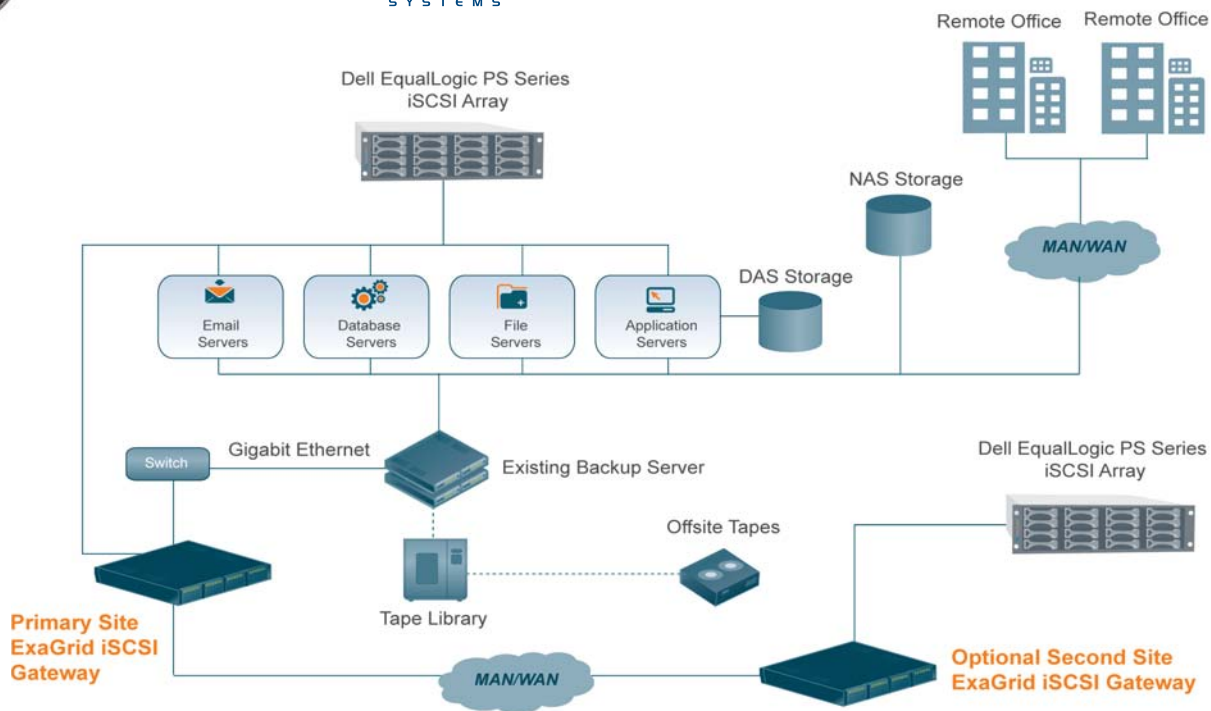 SYSTEMS
Remote Office
Remote Office
Dell EqualLogic PS Series
iSCSI Array
NAS Storage
MAN/WAN
DAS Storage
Email
Servers
Database
Servers
File
Servers
Application
Servers
Gigabit Ethernet
Switch
Existing Backup Server
Dell EqualLogic PS Series
iSCSI Array
Offsite Tapes
Tape Library
Primary Site
ExaGrid iSCSI
Gateway
MAN/WAN
Optional Second Site
ExaGrid iSCSI Gateway